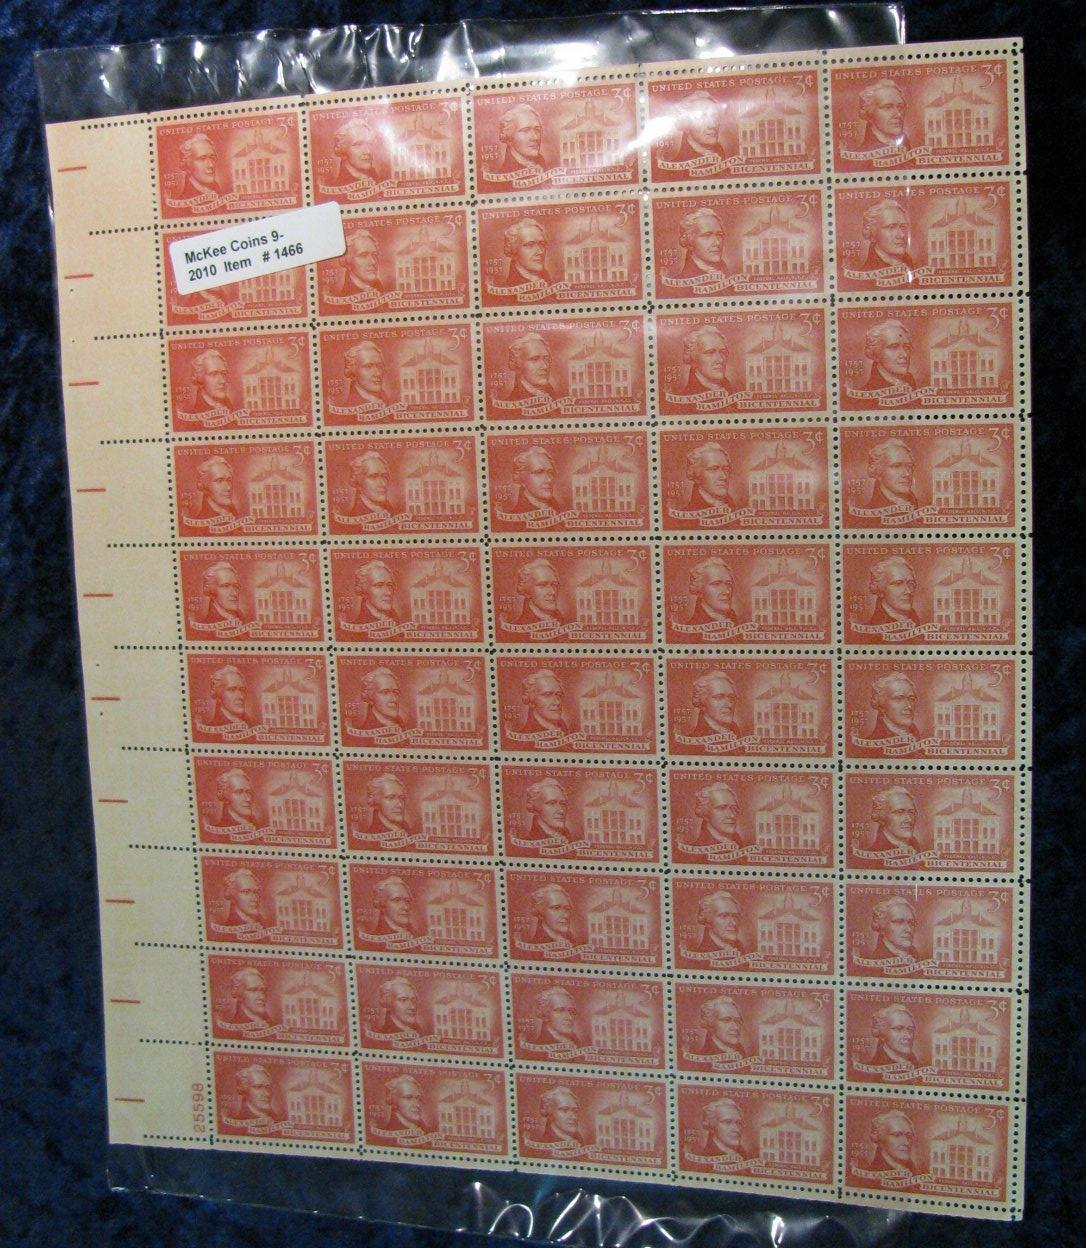 UNITED STATES POSTAGE 3¢
1757
1957
ALEXANDER
HAMILTON
BICENTENNIAL
McKee Coins 9-
2010 Item # 1466
25598